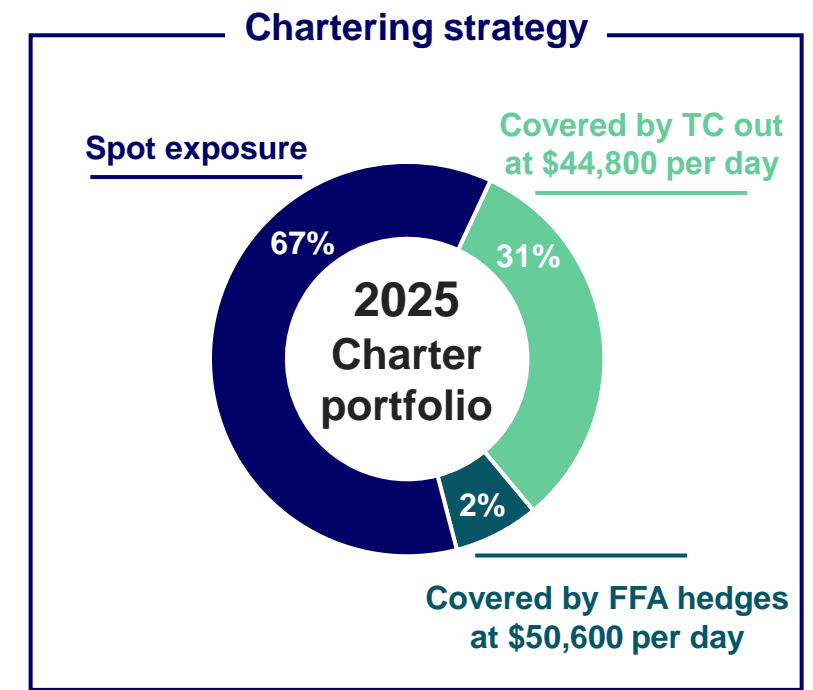 Chartering strategy
Spot exposure
Covered by TC out
at $44,800 per day
67%
31%
2025
Charter
portfolio
2%
Covered by FFA hedges
at $50,600 per day